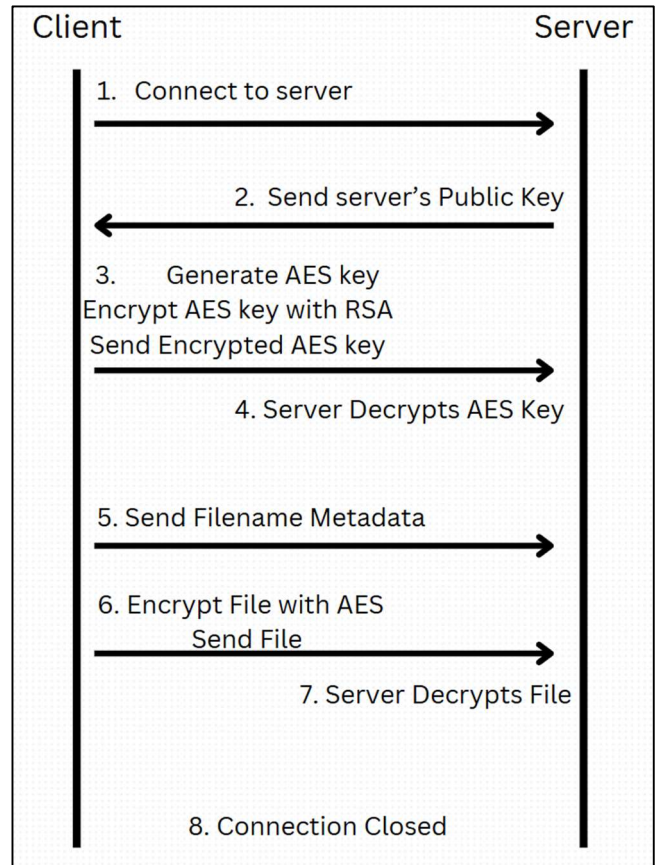 Client
Server
1. Connect to server
2. Send server’s Public Key
3. Generate AES key
Encrypt AES key with RSA
Send Encrypted AES key
4. Server Decrypts AES Key
5. Send Filename Metadata
6. Encrypt File with AES
Send File
7. Server Decrypts File
8. Connection Closed